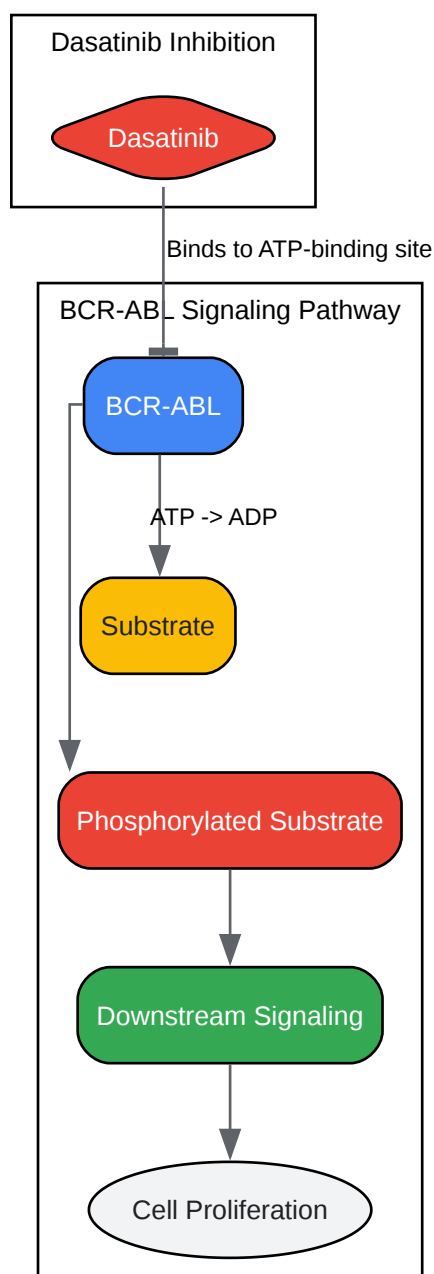 Dasatinib Inhibition
Dasatinib
Binds to ATP-binding site
BCR-ABL Signaling Pathway
BCR-ABL
ATP -> ADP
Substrate
Phosphorylated Substrate
Downstream Signaling
Cell Proliferation